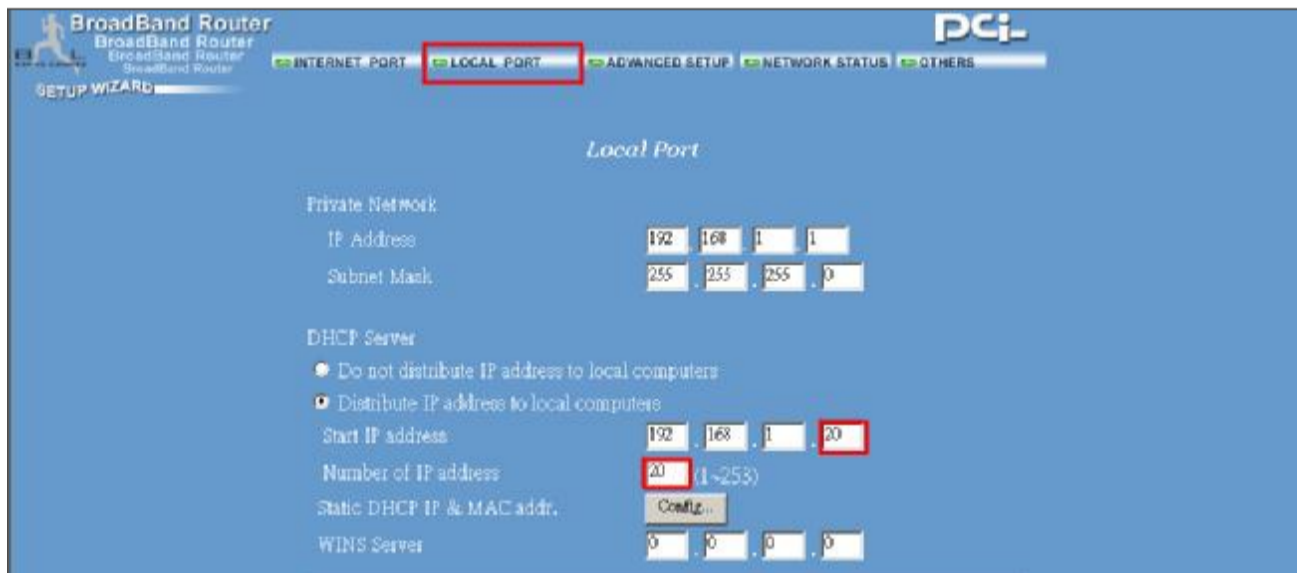 BroadBand Router
BroadBand Router
BroadBand Router
BroadBand Router
PCi
SETUP WIZARD
INTERNET PORT LOCAL PORT ADVANCED SETUP NETWORK STATUS OTHERS
Local Port
Private Network
IP Address 192 . 168 . 1 . 1
Subnet Mask 255 . 255 . 255 . 0
DHCP Server
Do not distribute IP address to local computers
Distribute IP address to local computers
Start IP address 192 . 168 . 1 . 20
Number of IP address 20 (1~253)
Static DHCP IP & MAC addr. Config...
WINS Server 0 . 0 . 0 . 0